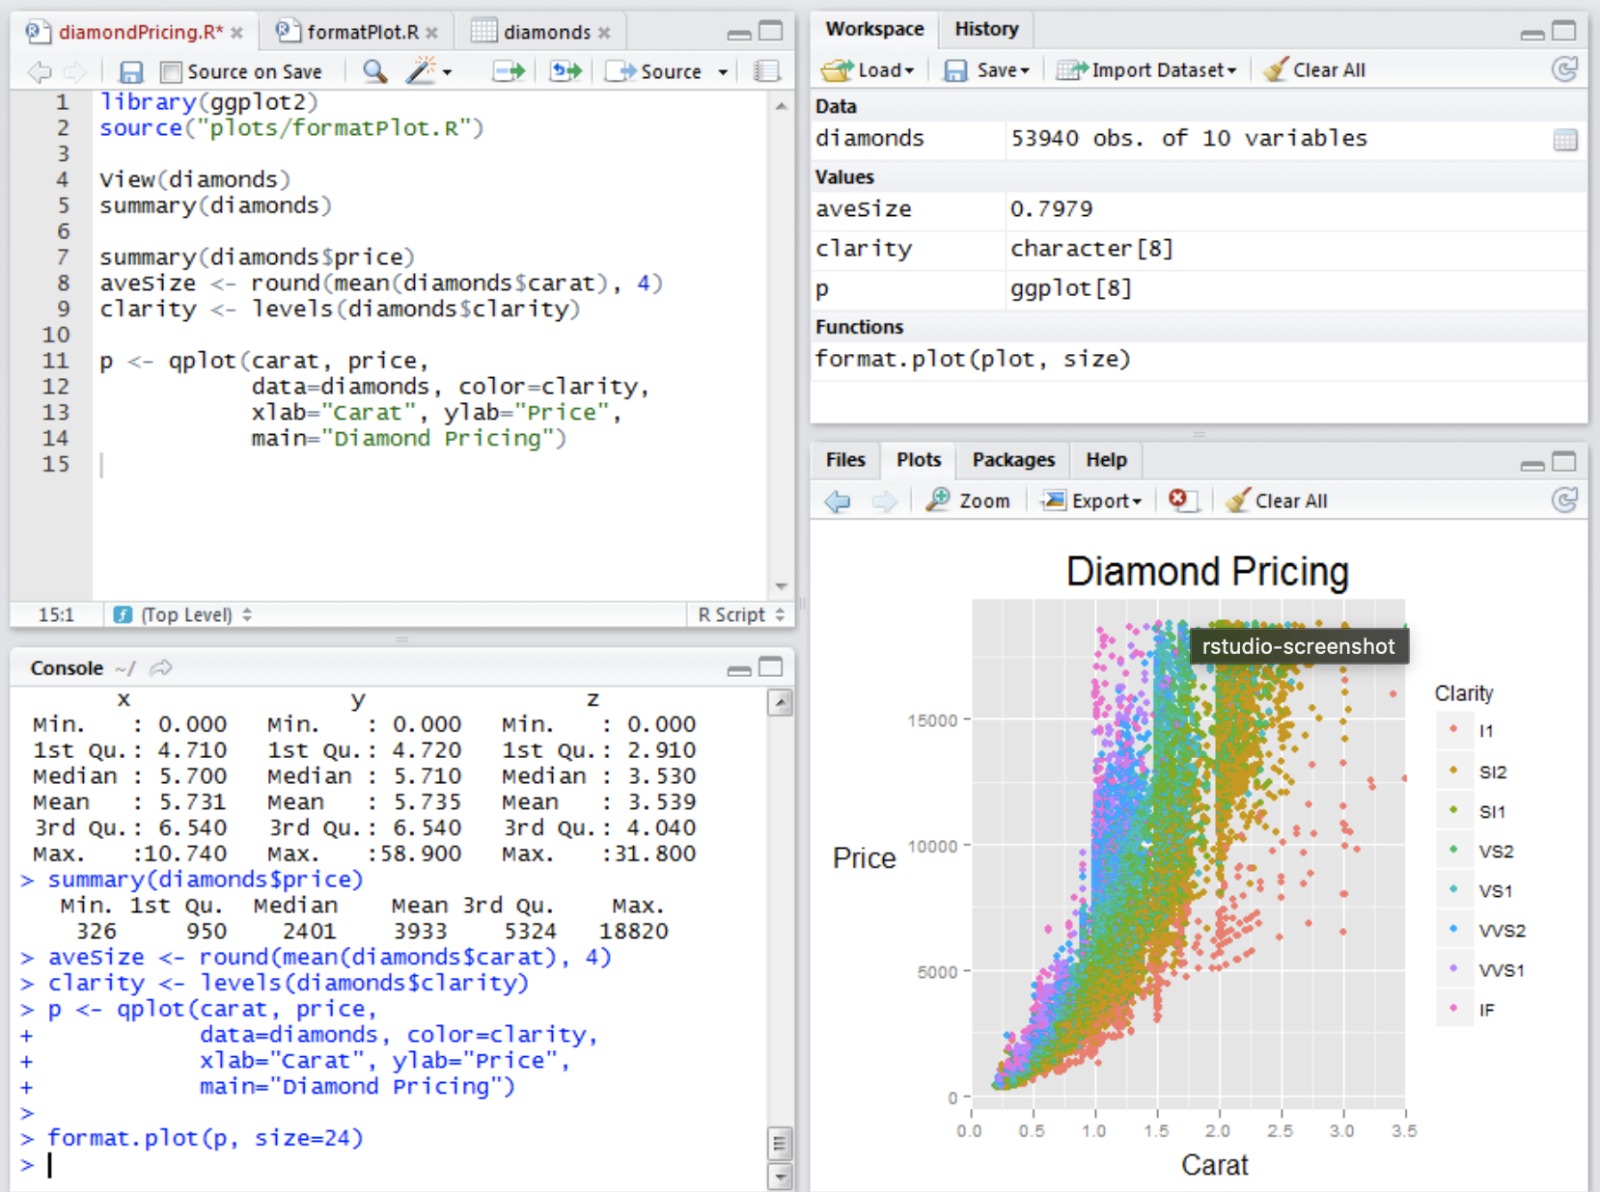 diamondPricing.R* formatPlot.R diamonds
Source on Save Source
1 library(ggplot2)
2 source("plots/formatPlot.R")
3
4 View(diamonds)
5 summary(diamonds)
6
7 summary(diamonds$price)
8 aveSize <- round(mean(diamonds$carat), 4)
9 clarity <- levels(diamonds$clarity)
10
11 p <- qplot(carat, price,
12 data=diamonds, color=clarity,
13 xlab="Carat", ylab="Price",
14 main="Diamond Pricing")
15
15:1 (Top Level) R Script
Console ~/
x y z
Min. : 0.000 Min. : 0.000 Min. : 0.000
1st Qu.: 4.710 1st Qu.: 4.720 1st Qu.: 2.910
Median : 5.700 Median : 5.710 Median : 3.530
Mean : 5.731 Mean : 5.735 Mean : 3.539
3rd Qu.: 6.540 3rd Qu.: 6.540 3rd Qu.: 4.040
Max. :10.740 Max. :58.900 Max. :31.800
> summary(diamonds$price)
Min. 1st Qu. Median Mean 3rd Qu. Max.
326 950 2401 3933 5324 18820
> aveSize <- round(mean(diamonds$carat), 4)
> clarity <- levels(diamonds$clarity)
> p <- qplot(carat, price,
+ data=diamonds, color=clarity,
+ xlab="Carat", ylab="Price",
+ main="Diamond Pricing")
>
> format.plot(p, size=24)
>
Workspace History
Load Save Import Dataset Clear All
Data
diamonds 53940 obs. of 10 variables
Values
aveSize 0.7979
clarity character[8]
p ggplot[8]
Functions
format.plot(plot, size)
Files Plots Packages Help
Zoom Export Clear All
Diamond Pricing
rstudio-screenshot
Price
15000
10000
5000
0
0.0 0.5 1.0 1.5 2.0 2.5 3.0 3.5
Carat
Clarity
I1
SI2
SI1
VS2
VS1
VVS2
VVS1
IF